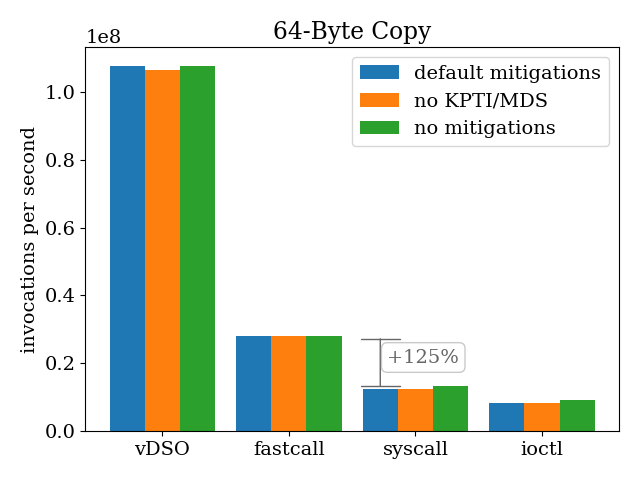 64-Byte Copy
1e8
invocations per second
1.0
0.8
0.6
0.4
0.2
0.0
default mitigations
no KPTI/MDS
no mitigations
+125%
vDSO
fastcall
syscall
ioctl